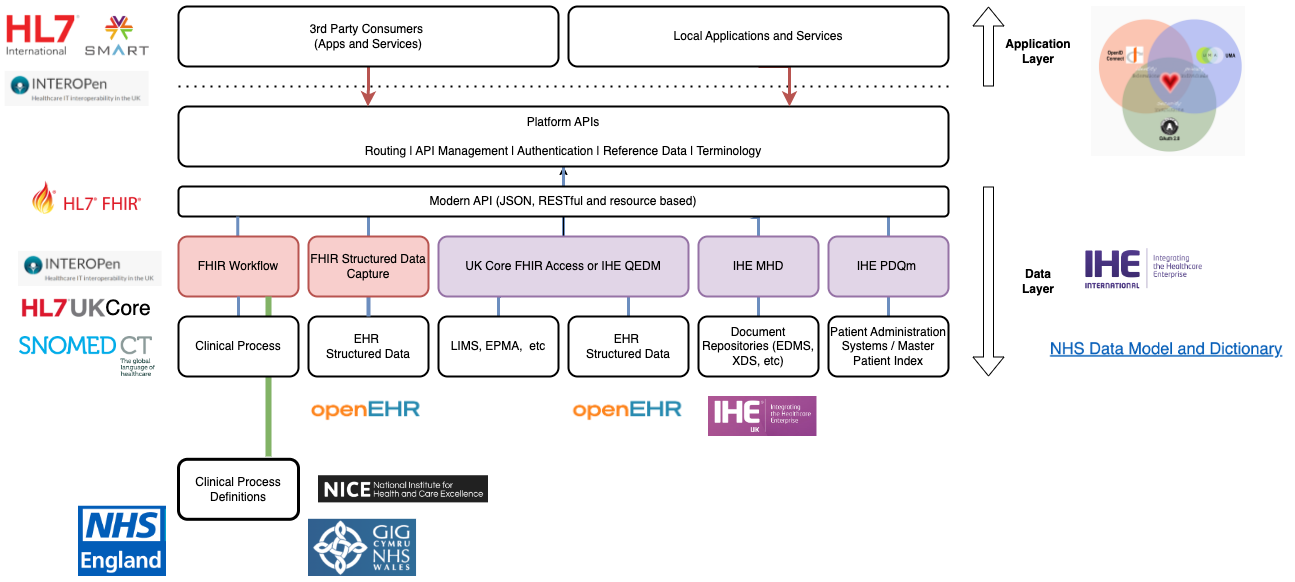 HL7
International
SMART
INTEROPen
Healthcare IT Interoperability in the UK
3rd Party Consumers
(Apps and Services)
Local Applications and Services
Application
Layer
OpenID
Connect
UMA
OAuth 2.0
Platform APIs
Routing | API Management | Authentication | Reference Data | Terminology
HL7® FHIR®
Modern API (JSON, RESTful and resource based)
INTEROPen
Healthcare IT Interoperability in the UK
FHIR Workflow
FHIR Structured Data
Capture
UK Core FHIR Access or IHE QEDM
IHE MHD
IHE PDQm
Data
Layer
IHE
INTERNATIONAL
Integrating
the Healthcare
Enterprise
HL7 UK Core
SNOMED CT
The global
language of
healthcare
Clinical Process
EHR
Structured Data
LIMS, EPMA,  etc
EHR
Structured Data
Document
Repositories (EDMS,
XDS, etc)
Patient Administration
Systems / Master
Patient Index
NHS Data Model and Dictionary
openEHR
openEHR
IHE
UK
Integrating
the Healthcare
Enterprise
Clinical Process
Definitions
NICE National Institute for
Health and Care Excellence
NHS
England
GIG
CYMRU
NHS
WALES